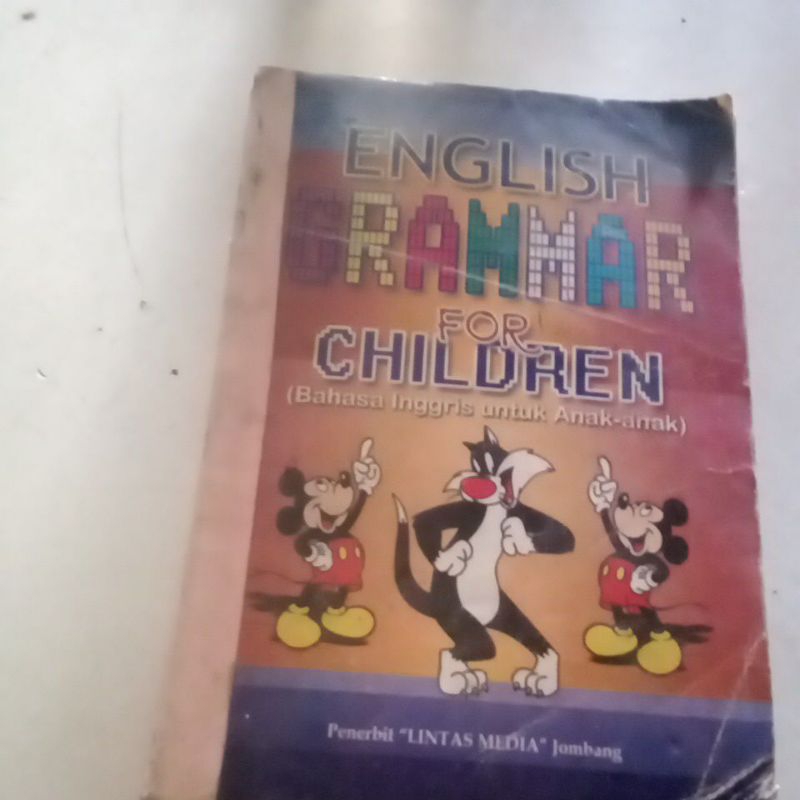 ENGLISH
GRAMMAR
FOR
CHILDREN
(Bahasa Inggris untuk Anak-anak)
Penerbit "LINTAS MEDIA" Jombang